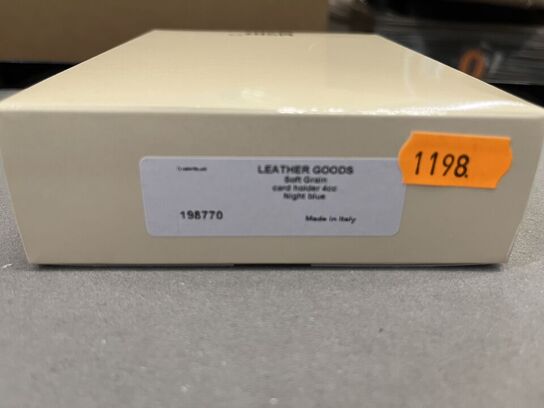 LEATHER GOODS
Soft Grain
card holder 4cc
Night blue
198770
Made in Italy
1198.